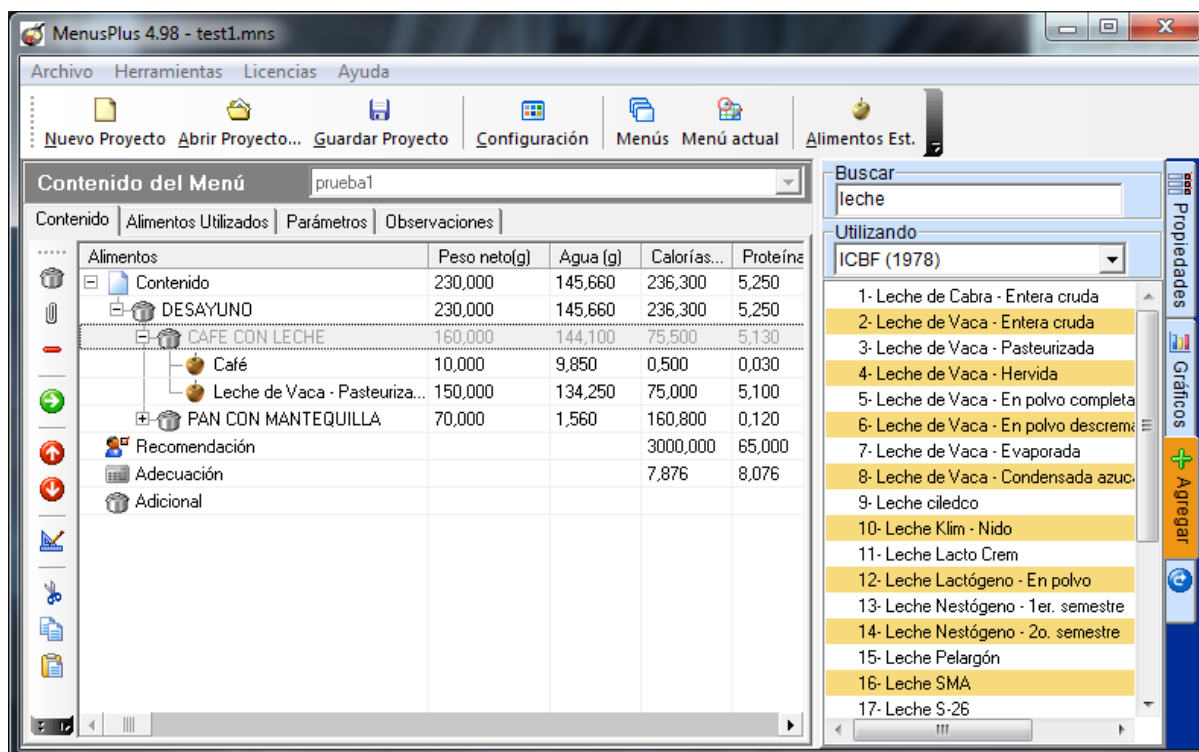 MenusPlus 4.98 - test1.mns
Archivo Herramientas Licencias Ayuda
Nuevo Proyecto Abrir Proyecto... Guardar Proyecto Configuración Menús Menú actual Alimentos Est.
Contenido del Menú prueba1
Contenido Alimentos Utilizados Parámetros Observaciones
Alimentos Peso neto(g) Agua (g) Calorías... Proteína
Contenido 230,000 145,660 236,300 5,250
DESAYUNO 230,000 145,660 236,300 5,250
CAFE CON LECHE 160,000 144,100 75,500 5,130
Café 10,000 9,850 0,500 0,030
Leche de Vaca - Pasteuriza... 150,000 134,250 75,000 5,100
PAN CON MANTEQUILLA 70,000 1,560 160,800 0,120
Recomendación 3000,000 65,000
Adecuación 7,876 8,076
Adicional
Buscar
leche
Utilizando
ICBF (1978)
1- Leche de Cabra - Entera cruda
2- Leche de Vaca - Entera cruda
3- Leche de Vaca - Pasteurizada
4- Leche de Vaca - Hervida
5- Leche de Vaca - En polvo completa
6- Leche de Vaca - En polvo descrema
7- Leche de Vaca - Evaporada
8- Leche de Vaca - Condensada azuc
9- Leche ciledco
10- Leche Klim - Nido
11- Leche Lacto Crem
12- Leche Lactógeno - En polvo
13- Leche Nestógeno - 1er. semestre
14- Leche Nestógeno - 2o. semestre
15- Leche Pelargón
16- Leche SMA
17- Leche S-26
Propiedades
Gráficos
Agregar